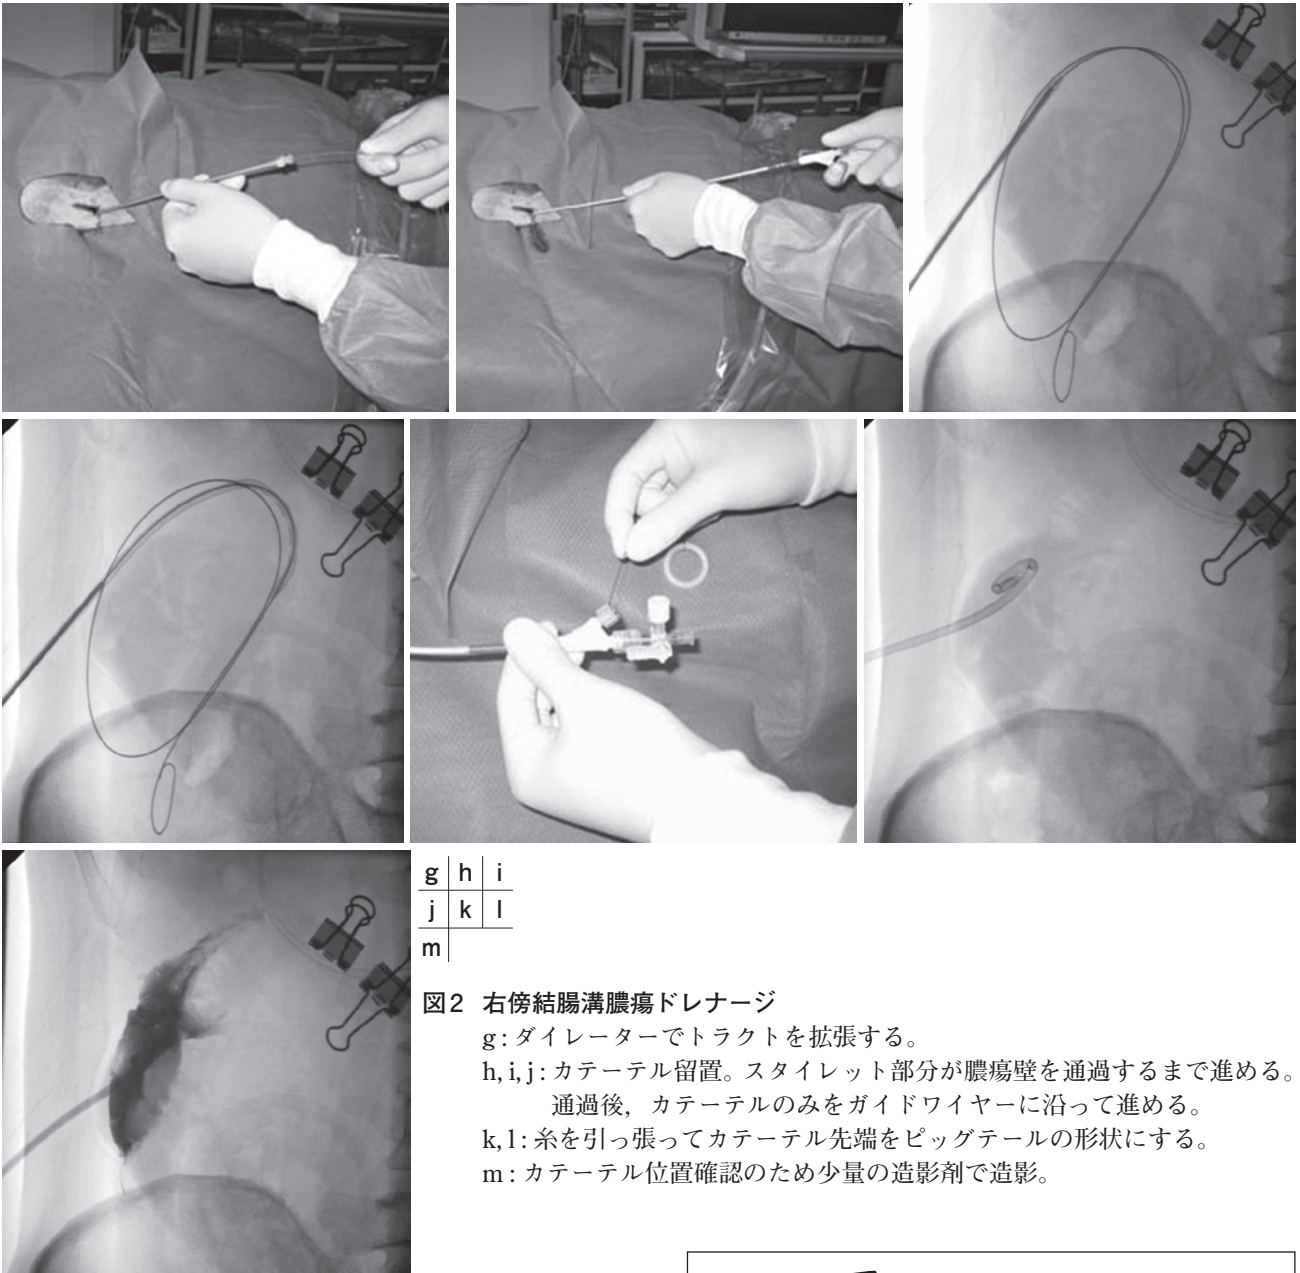 g h i
j k l
m
図2 右傍結腸溝膿瘍ドレナージ
g：ダイレーターでトラクトを拡張する。
h, i, j：カテーテル留置。スタイレット部分が膿瘍壁を通過するまで進める。
通過後，カテーテルのみをガイドワイヤーに沿って進める。
k, l：糸を引っ張ってカテーテル先端をピッグテールの形状にする。
m：カテーテル位置確認のため少量の造影剤で造影。